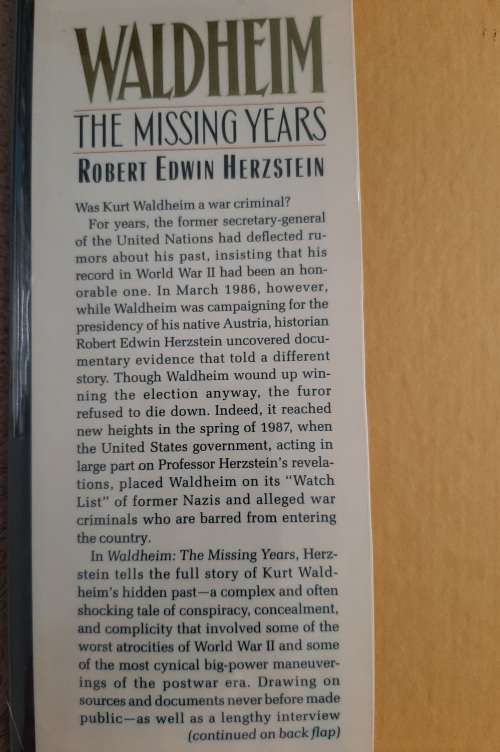 WALDHEIM
THE MISSING YEARS
ROBERT EDWIN HERZSTEIN
Was Kurt Waldheim a war criminal?
For years, the former secretary-general
of the United Nations had deflected ru-
mors about his past, insisting that his
record in World War II had been an hon-
orable one. In March 1986, however,
while Waldheim was campaigning for the
presidency of his native Austria, historian
Robert Edwin Herzstein uncovered docu-
mentary evidence that told a different
story. Though Waldheim wound up win-
ning the election anyway, the furor
refused to die down. Indeed, it reached
new heights in the spring of 1987, when
the United States government, acting in
large part on Professor Herzstein's revela-
tions, placed Waldheim on its "Watch
List" of former Nazis and alleged war
criminals who are barred from entering
the country.
In Waldheim: The Missing Years, Herz-
stein tells the full story of Kurt Wald-
heim's hidden past—a complex and often
shocking tale of conspiracy, concealment,
and complicity that involved some of the
worst atrocities of World War II and some
of the most cynical big-power maneuver-
ings of the postwar era. Drawing on
sources and documents never before made
public—as well as a lengthy interview
(continued on back flap)